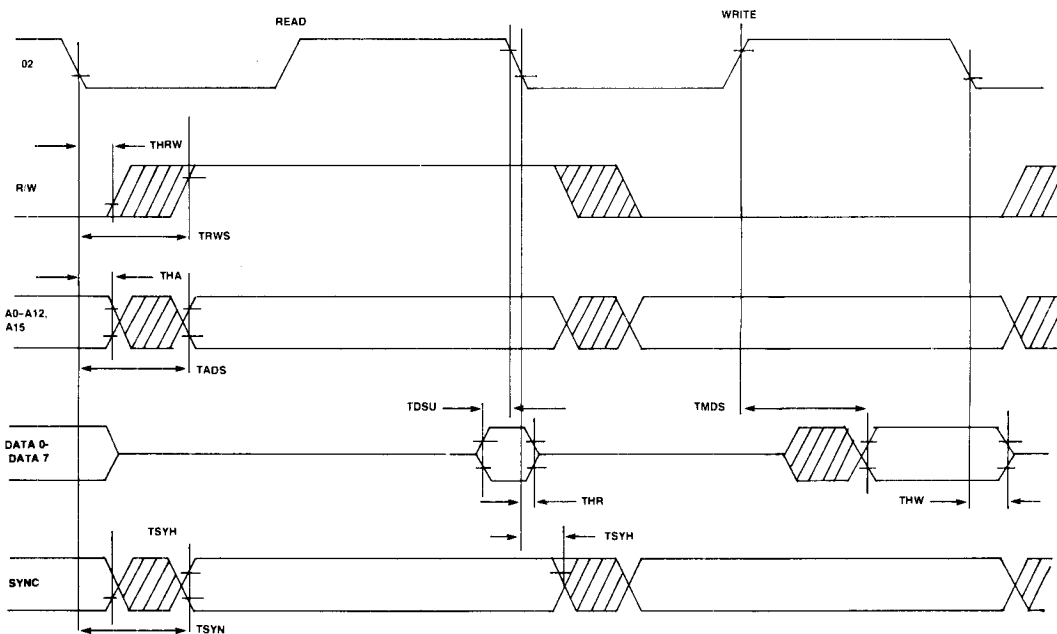 READ
WRITE
02
THRW
R/W
TRWS
THA
A0-A12,
A15
TADS
TDSU
TMDS
DATA 0-
DATA 7
THR
THW
TSYH
TSYH
SYNC
TSYN